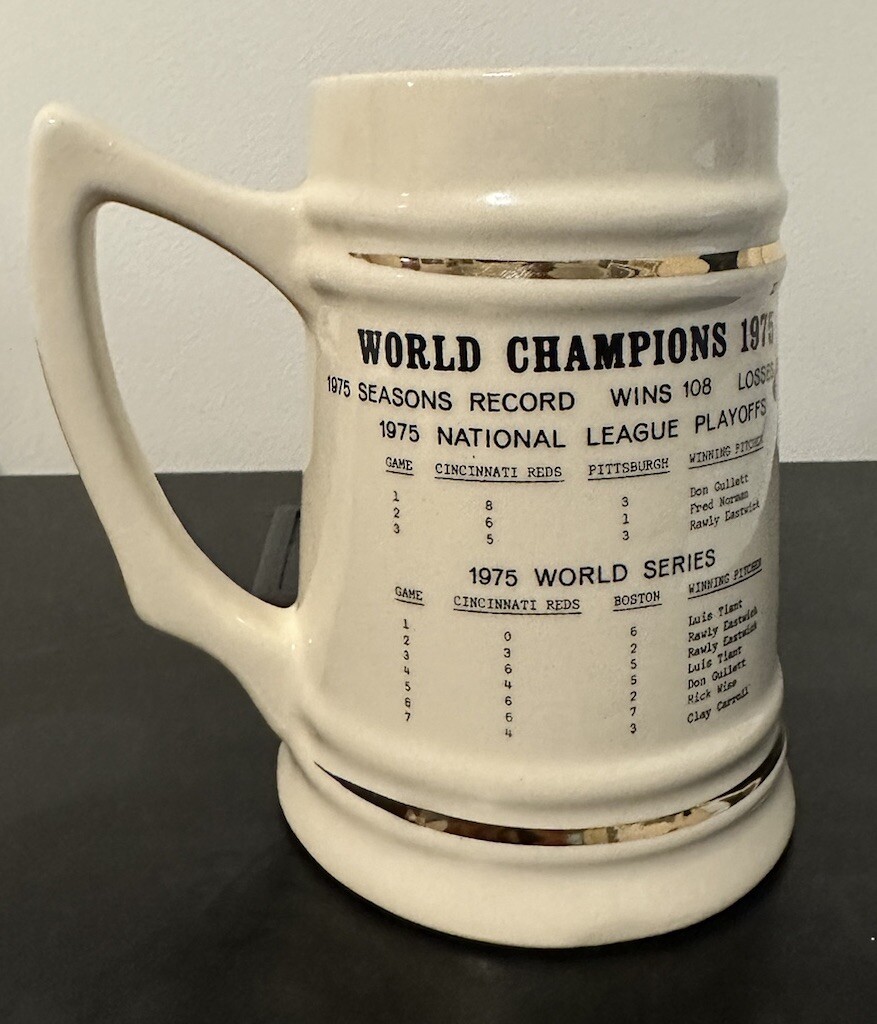 WORLD CHAMPIONS 1975
1975 SEASONS RECORD WINS 108 LOSSES
1975 NATIONAL LEAGUE PLAYOFFS
GAME CINCINNATI REDS PITTSBURGH WINNING PITCHER
1 8 3 Don Gullett
2 6 1 Fred Norman
3 5 3 Rawly Eastwick
1975 WORLD SERIES
GAME CINCINNATI REDS BOSTON WINNING PITCHER
1 0 6 Luis Tiant
2 3 2 Rawly Eastwick
3 6 5 Rawly Eastwick
4 4 5 Luis Tiant
5 6 2 Don Gullett
6 6 7 Rick Wise
7 4 3 Clay Carroll